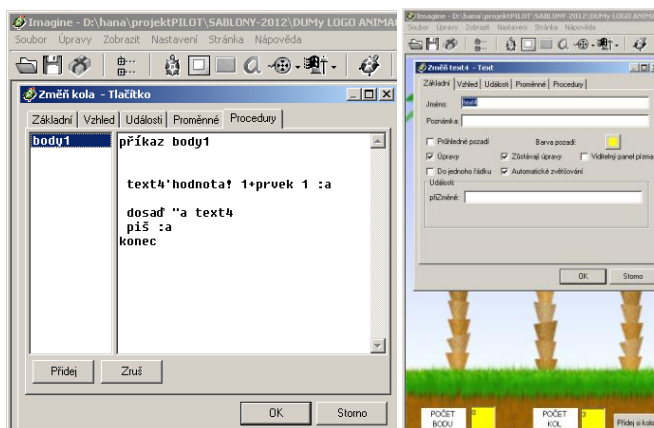 Imagine - D:\hana\projektPILOT\SABLONY-2012\DUMy LOGO ANIMA
Soubor Úpravy Zobrazit Nastavení Stránka Nápověda
Změň kola - Tlačítko
Základní Vzhled Události Proměnné Procedury
body1
příkaz body1
text4'hodnota! 1+prvek 1 :a
dosaď "a text4
piš :a
konec
Přidej Zruš
OK Storno
Imagine - D:\hana\projektPILOT\SABLONY-2012\DUMy LOGO ANIM
Soubor Úpravy Zobrazit Nastavení Stránka Nápověda
Změň text4 - Text
Základní Vzhled Události Proměnné Procedury
Jméno: text4
Poznámka:
Průhledné pozadí Barva pozadí:
Úpravy Zůstávají úpravy Viditelný panel písma
Do jednoho řádku Automatické zvětšování
Události:
přiZměně:
OK Storno
POČET BODU 0
POČET KOL
Přidej si kolo